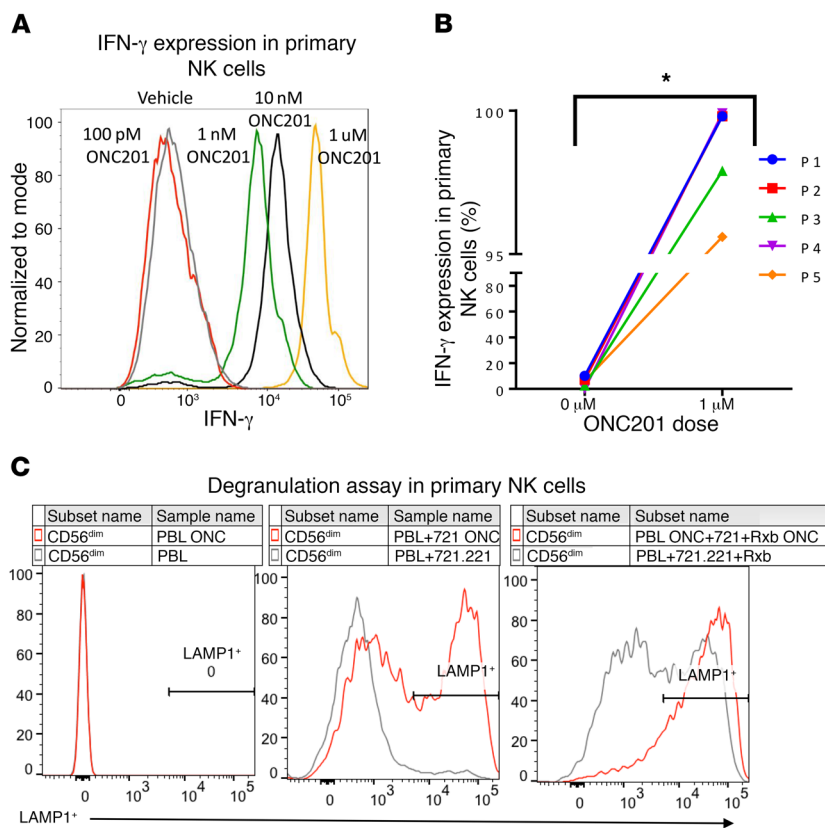 A
IFN-γ expression in primary
NK cells
Vehicle
10 nM
ONC201
100 pM
ONC201
1 nM
ONC201
1 uM
ONC201
Normalized to mode
100
80
60
40
20
0
0
10³
10⁴
10⁵
IFN-γ
B
*
IFN-γ expression in primary
NK cells (%)
100
95
80
60
40
20
0
0 μM
1 μM
ONC201 dose
P 1
P 2
P 3
P 4
P 5
C
Degranulation assay in primary NK cells
Subset name Sample name
CD56ᵈⁱᵐ PBL ONC
CD56ᵈⁱᵐ PBL
Subset name Sample name
CD56ᵈⁱᵐ PBL+721 ONC
CD56ᵈⁱᵐ PBL+721.221
Subset name Subset name
CD56ᵈⁱᵐ PBL ONC+721+Rxb ONC
CD56ᵈⁱᵐ PBL+721.221+Rxb
100
80
60
40
20
0
LAMP1⁺
0
0 10³ 10⁴ 10⁵
100
80
60
40
20
0
LAMP1⁺
0 10³ 10⁴ 10⁵
100
80
60
40
20
0
LAMP1⁺
0 10³ 10⁴ 10⁵
LAMP1⁺